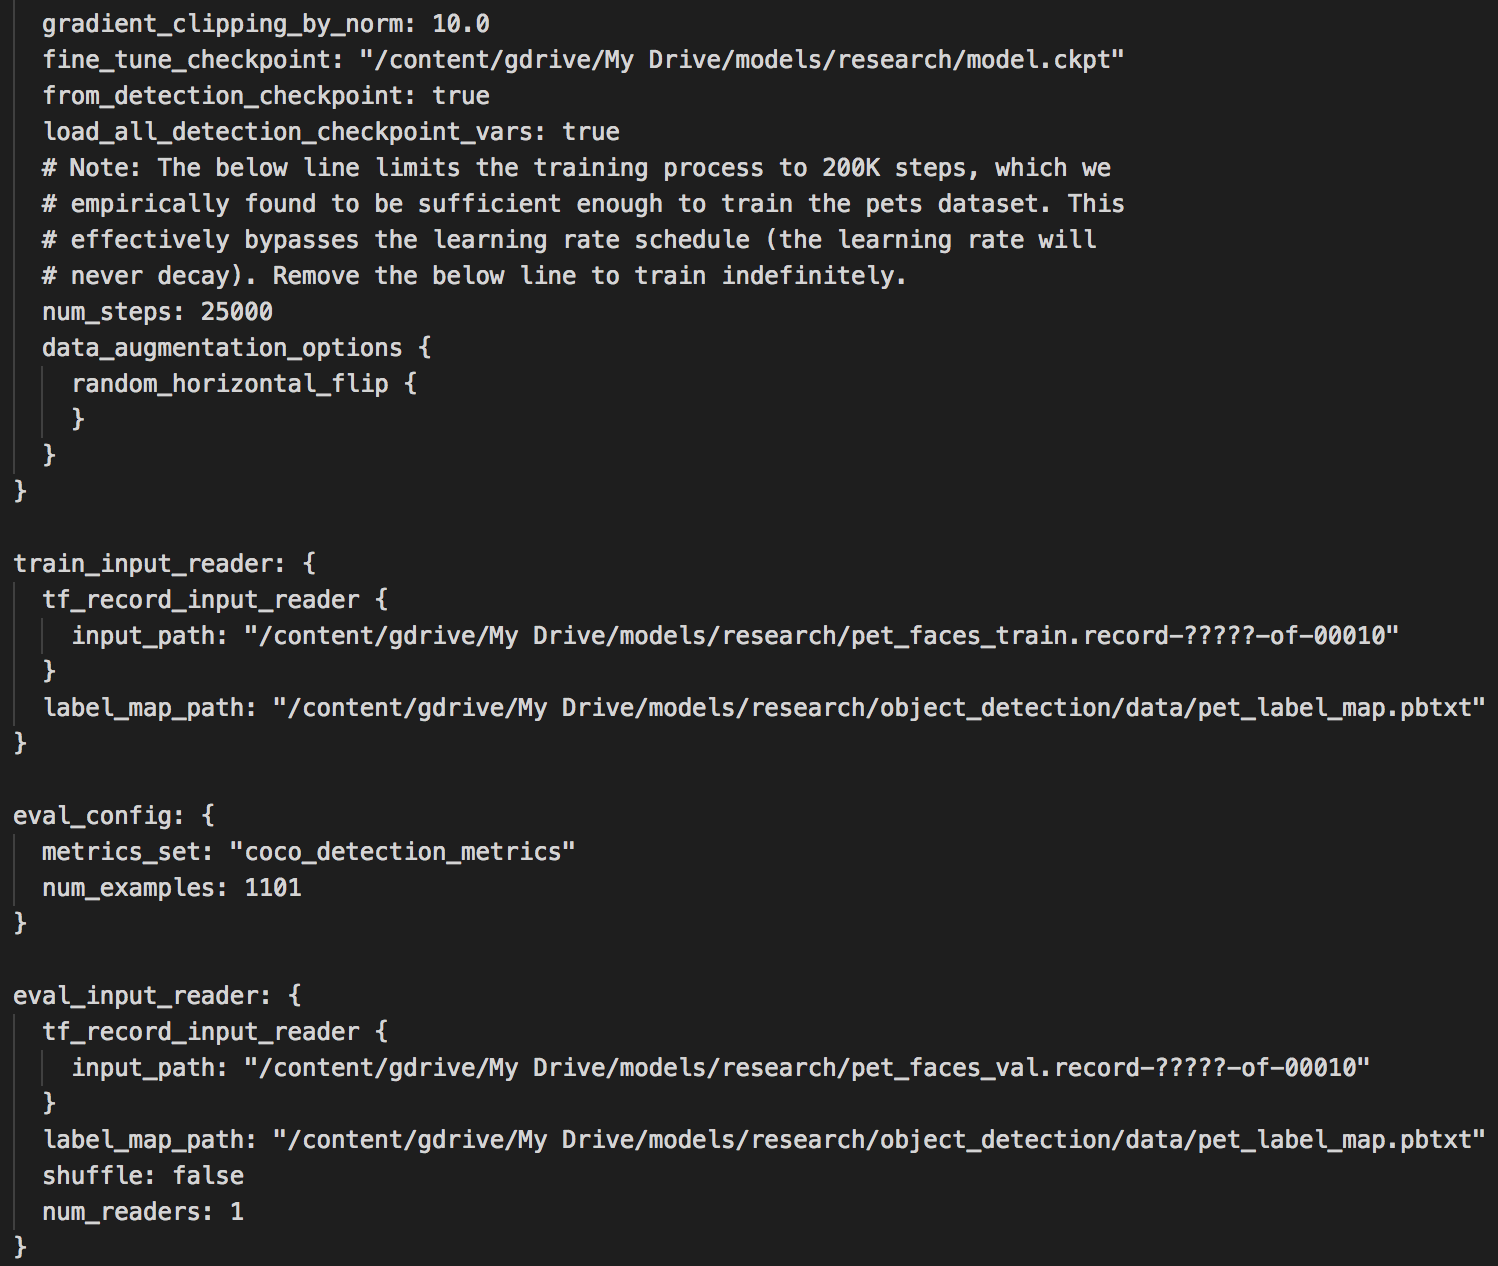 gradient_clipping_by_norm: 10.0
fine_tune_checkpoint: "/content/gdrive/My Drive/models/research/model.ckpt"
from_detection_checkpoint: true
load_all_detection_checkpoint_vars: true
# Note: The below line limits the training process to 200K steps, which we
# empirically found to be sufficient enough to train the pets dataset. This
# effectively bypasses the learning rate schedule (the learning rate will
# never decay). Remove the below line to train indefinitely.
num_steps: 25000
data_augmentation_options {
random_horizontal_flip {
}
}
}
train_input_reader: {
tf_record_input_reader {
input_path: "/content/gdrive/My Drive/models/research/pet_faces_train.record-?????-of-00010"
}
label_map_path: "/content/gdrive/My Drive/models/research/object_detection/data/pet_label_map.pbtxt"
}
eval_config: {
metrics_set: "coco_detection_metrics"
num_examples: 1101
}
eval_input_reader: {
tf_record_input_reader {
input_path: "/content/gdrive/My Drive/models/research/pet_faces_val.record-?????-of-00010"
}
label_map_path: "/content/gdrive/My Drive/models/research/object_detection/data/pet_label_map.pbtxt"
shuffle: false
num_readers: 1
}